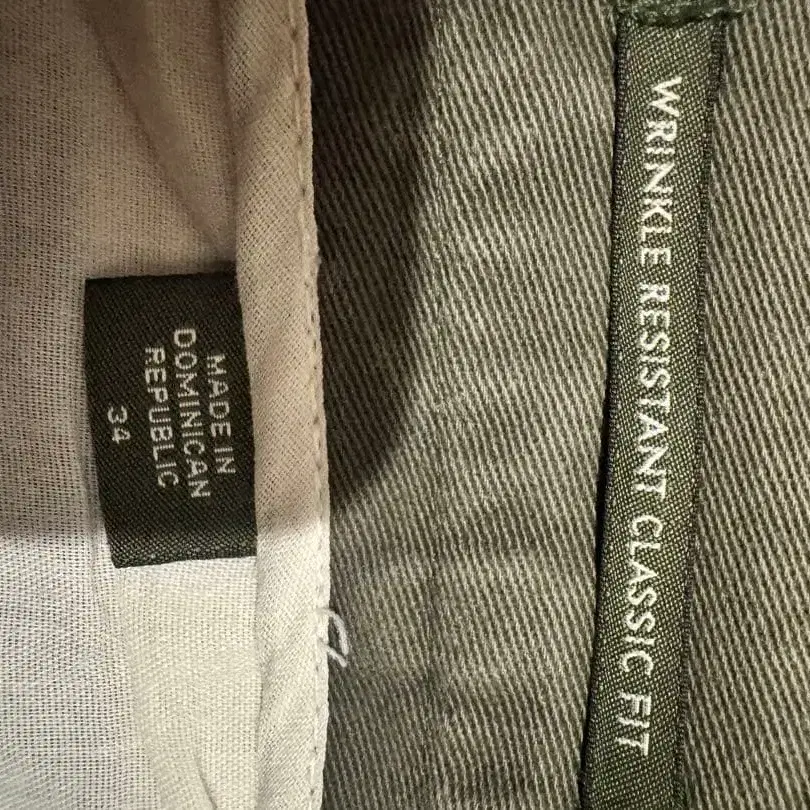 MADE IN
DOMINICAN
REPUBLIC
34
WRINKLE RESISTANT CLASSIC FIT